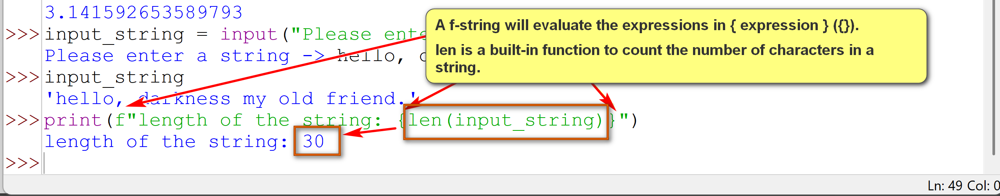 3.141592653589793
>>> input_string = input("Please ente
Please enter a string -> hello,
>>> input_string
'hello, darkness my old friend.'
>>> print(f"length of the string: {len(input_string)}")
length of the string: 30
>>>
A f-string will evaluate the expressions in { expression } ({}).
len is a built-in function to count the number of characters in a
string.
Ln: 49 Col: 0